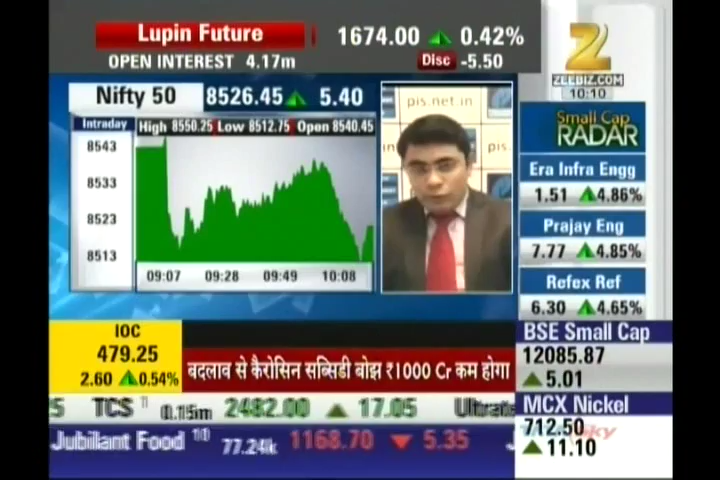 Lupin Future 1674.00 0.42%
OPEN INTEREST 4.17m Disc -5.50
ZEEBIZ.COM
10:10
Nifty 50 8526.45 5.40
Intraday High 8550.25 Low 8512.75 Open 8540.45
8543
8533
8523
8513
09:07 09:28 09:49 10:08
pis.net.in
in
pis.
Small Cap
RADAR
Era Infra Engg
1.51 4.86%
Prajay Eng
7.77 4.85%
Refex Ref
6.30 4.65%
IOC
479.25
2.60 0.54%
बदलाव से कैरोसिन सब्सिडी बोझ ₹1000 Cr कम होगा
BSE Small Cap
12085.87
5.01
5 TCS 0.15m 2482.00 17.05 Ultrate
MCX Nickel
712.50
11.10
Jubilant Food 77.24k 1168.70 5.35